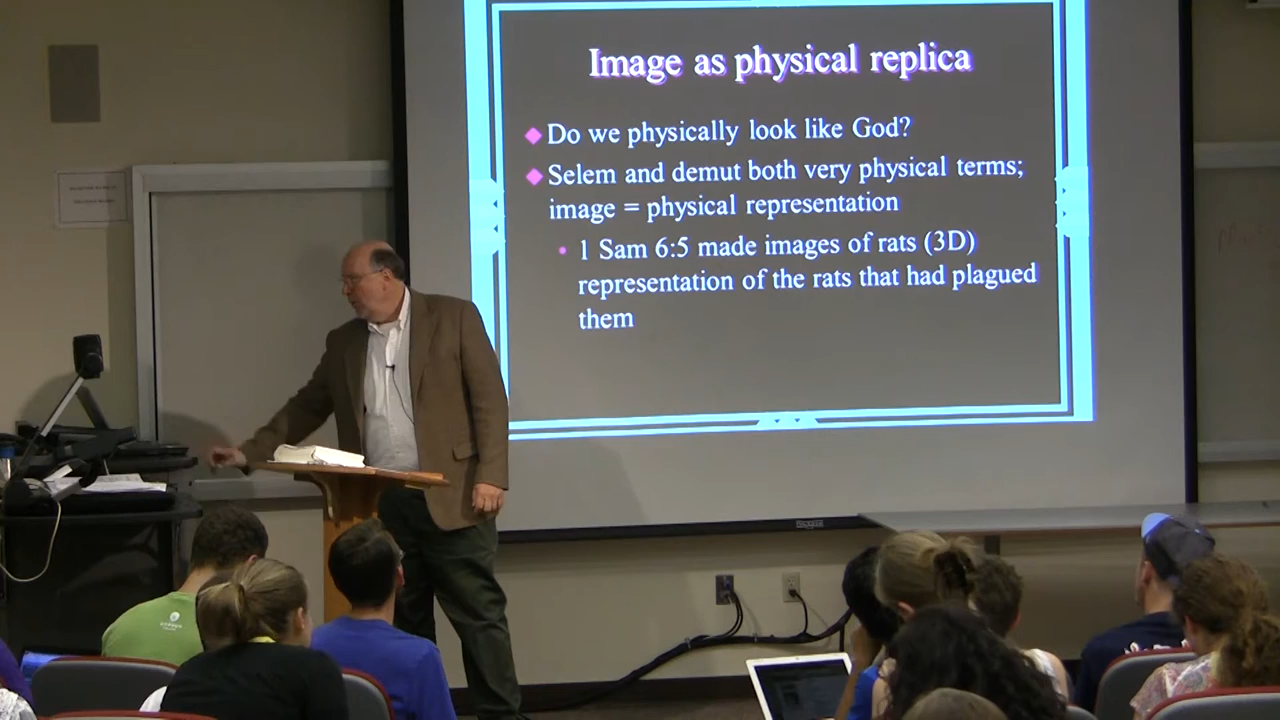 Image as physical replica
Do we physically look like God?
Selem and demut both very physical terms;
image = physical representation
1 Sam 6:5 made images of rats (3D)
representation of the rats that had plagued
them